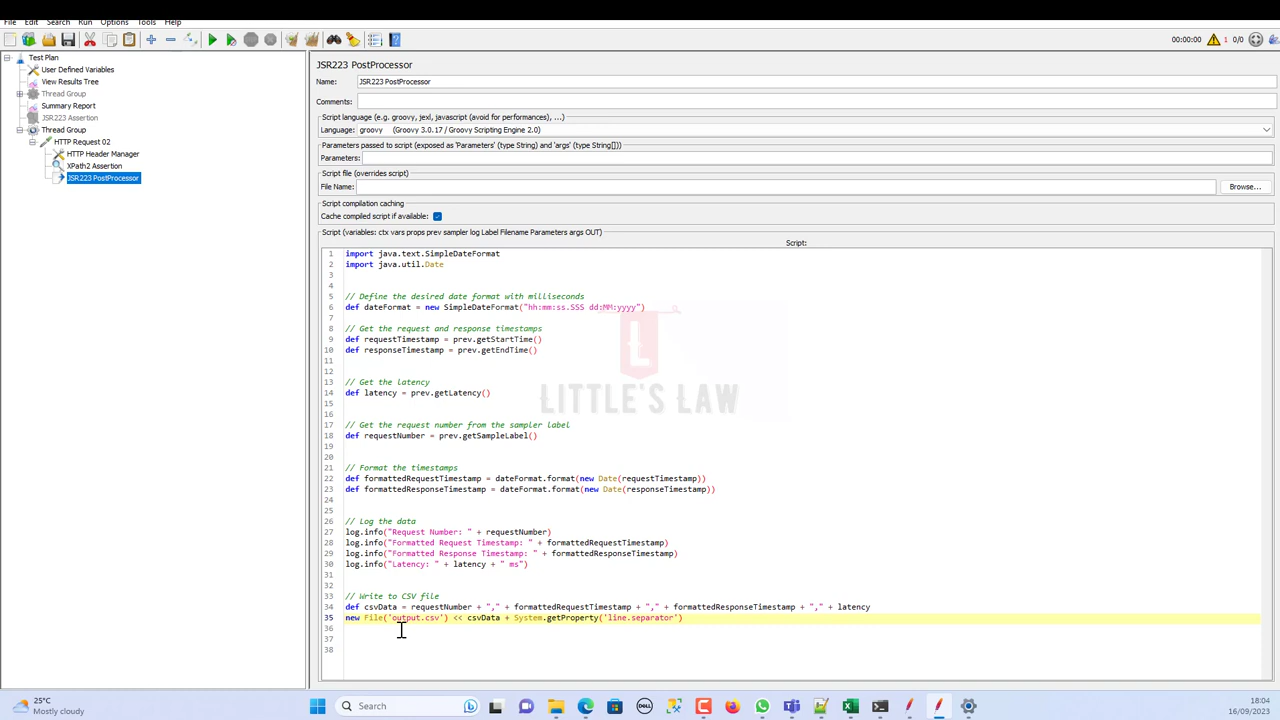 File Edit Search Run Options Tools Help
00:00:00 1 0/0
Test Plan
User Defined Variables
View Results Tree
Thread Group
Summary Report
JSR223 Assertion
Thread Group
HTTP Request 02
HTTP Header Manager
XPath2 Assertion
JSR223 PostProcessor
JSR223 PostProcessor
Name: JSR223 PostProcessor
Comments:
Script language (e.g. groovy, jexl, javascript (avoid for performances), ...)
Language: groovy (Groovy 3.0.17 / Groovy Scripting Engine 2.0)
Parameters passed to script (exposed as 'Parameters' (type String) and 'args' (type String[]))
Parameters:
Script file (overrides script)
File Name: Browse...
Script compilation caching
Cache compiled script if available:
Script (variables: ctx vars props prev sampler log Label Filename Parameters args OUT)
Script:
1 import java.text.SimpleDateFormat
2 import java.util.Date
3
4
5 // Define the desired date format with milliseconds
6 def dateFormat = new SimpleDateFormat("hh:mm:ss.SSS dd:MM:yyyy")
7
8 // Get the request and response timestamps
9 def requestTimestamp = prev.getStartTime()
10 def responseTimestamp = prev.getEndTime()
11
12
13 // Get the latency
14 def latency = prev.getLatency()
15
16
17 // Get the request number from the sampler label
18 def requestNumber = prev.getSampleLabel()
19
20
21 // Format the timestamps
22 def formattedRequestTimestamp = dateFormat.format(new Date(requestTimestamp))
23 def formattedResponseTimestamp = dateFormat.format(new Date(responseTimestamp))
24
25
26 // Log the data
27 log.info("Request Number: " + requestNumber)
28 log.info("Formatted Request Timestamp: " + formattedRequestTimestamp)
29 log.info("Formatted Response Timestamp: " + formattedResponseTimestamp)
30 log.info("Latency: " + latency + " ms")
31
32
33 // Write to CSV file
34 def csvData = requestNumber + "," + formattedRequestTimestamp + "," + formattedResponseTimestamp + "," + latency
35 new File('output.csv') << csvData + System.getProperty('line.separator')
36
37
38
L
LITTLE'S LAW
25°C
Mostly cloudy
Search
DELL
18:04
16/09/2023